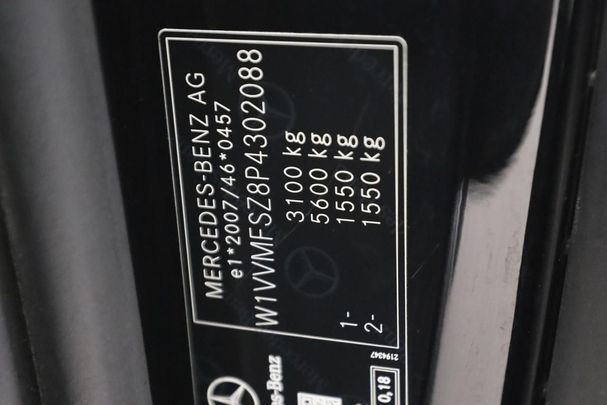 MERCEDES-BENZ AG
e1*2007/46*0457
W1VVMFSZ8P4302088
3100 kg
5600 kg
1- 1550 kg
2- 1550 kg
2194347
0,18